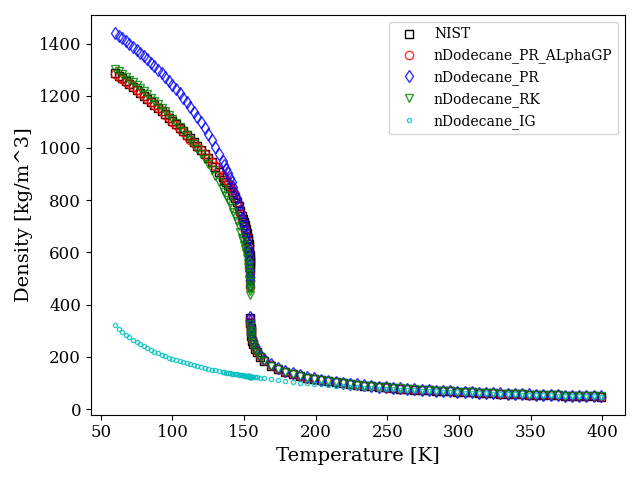 NIST
nDodecane_PR_ALphaGP
nDodecane_PR
nDodecane_RK
nDodecane_IG
Density [kg/m^3]
1400
1200
1000
800
600
400
200
0
50 100 150 200 250 300 350 400
Temperature [K]